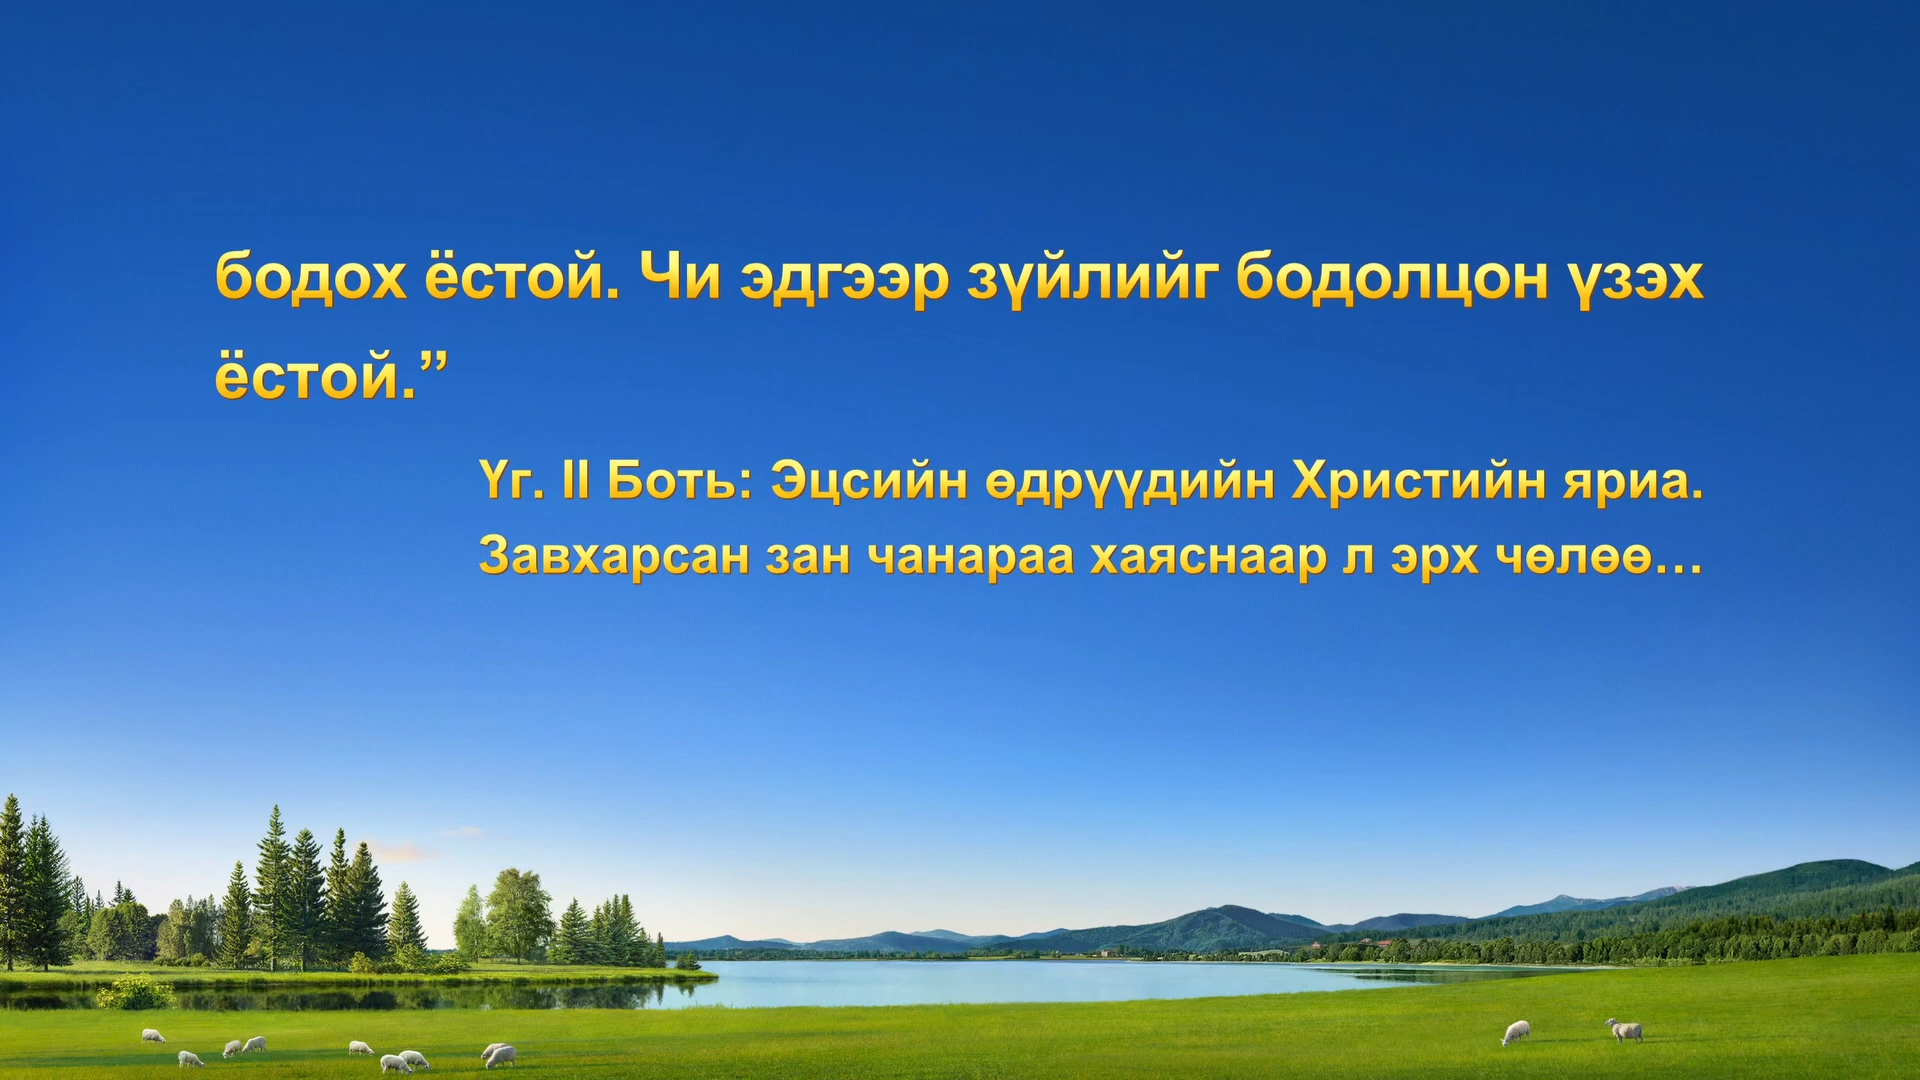 бодох ёстой. Чи эдгээр зүйлийг бодолцон үзэх
ёстой.”
Үг. II Боть: Эцсийн өдрүүдийн Христийн яриа.
Завхарсан зан чанараа хаяснаар л эрх чөлөө…